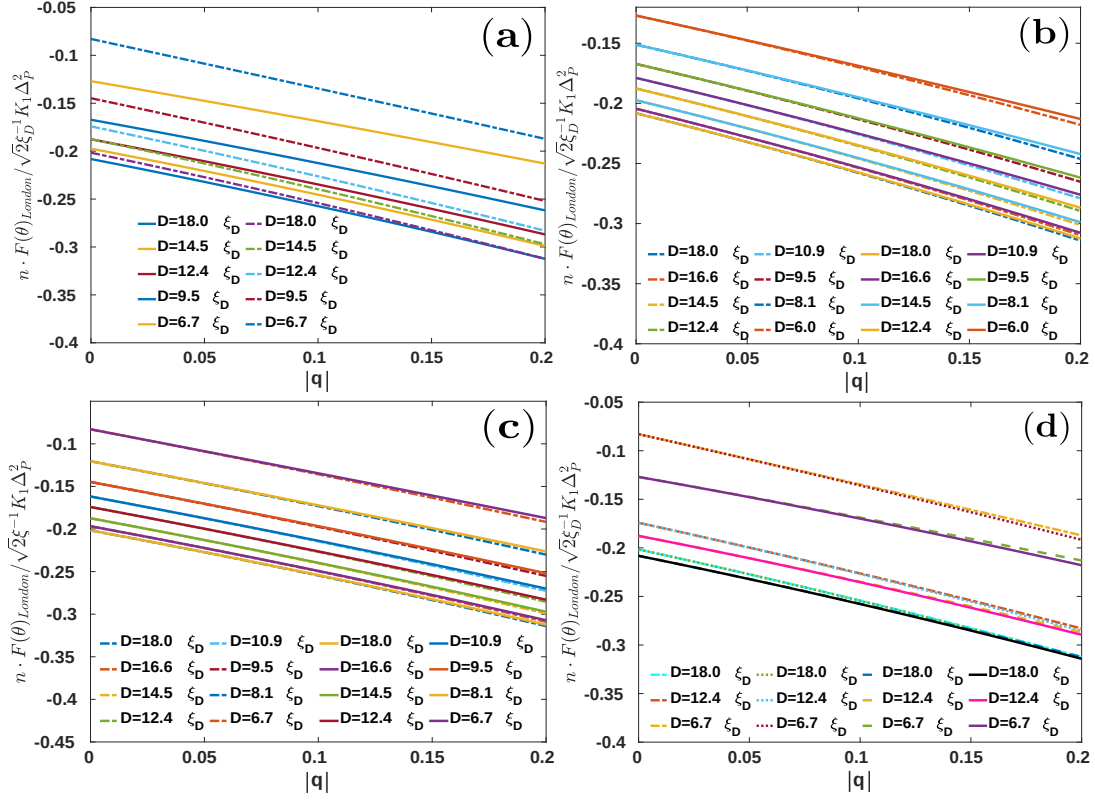 (a)
n · F(θ)London/√2ξD⁻¹K1ΔP²
-0.05
-0.1
-0.15
-0.2
-0.25
-0.3
-0.35
-0.4
D=18.0 ξD D=18.0 ξD
D=14.5 ξD D=14.5 ξD
D=12.4 ξD D=12.4 ξD
D=9.5 ξD D=9.5 ξD
D=6.7 ξD D=6.7 ξD
0 0.05 0.1 0.15 0.2
|q|
(b)
n · F(θ)London/√2ξD⁻¹K1ΔP²
-0.15
-0.2
-0.25
-0.3
-0.4
D=18.0 ξD D=10.9 ξD D=18.0 ξD D=10.9 ξD
D=16.6 ξD D=9.5 ξD D=16.6 ξD D=9.5 ξD
D=14.5 ξD D=8.1 ξD D=14.5 ξD D=8.1 ξD
D=12.4 ξD D=6.0 ξD D=12.4 ξD D=6.0 ξD
0 0.05 0.1 0.15 0.2
|q|
(c)
n · F(θ)London/√2ξ⁻¹K1ΔP²
-0.1
-0.15
-0.2
-0.25
-0.3
-0.35
-0.45
D=18.0 ξD D=10.9 ξD D=18.0 ξD D=10.9 ξD
D=16.6 ξD D=9.5 ξD D=16.6 ξD D=9.5 ξD
D=14.5 ξD D=8.1 ξD D=14.5 ξD D=8.1 ξD
D=12.4 ξD D=6.7 ξD D=12.4 ξD D=6.7 ξD
0 0.05 0.1 0.15 0.2
|q|
(d)
n · F(θ)London/√2ξD⁻¹K1ΔP²
-0.05
-0.1
-0.15
-0.2
-0.25
-0.3
-0.35
-0.4
D=18.0 ξD D=18.0 ξD D=18.0 ξD D=18.0 ξD
D=12.4 ξD D=12.4 ξD D=12.4 ξD D=12.4 ξD
D=6.7 ξD D=6.7 ξD D=6.7 ξD D=6.7 ξD
0 0.05 0.1 0.15 0.2
|q|